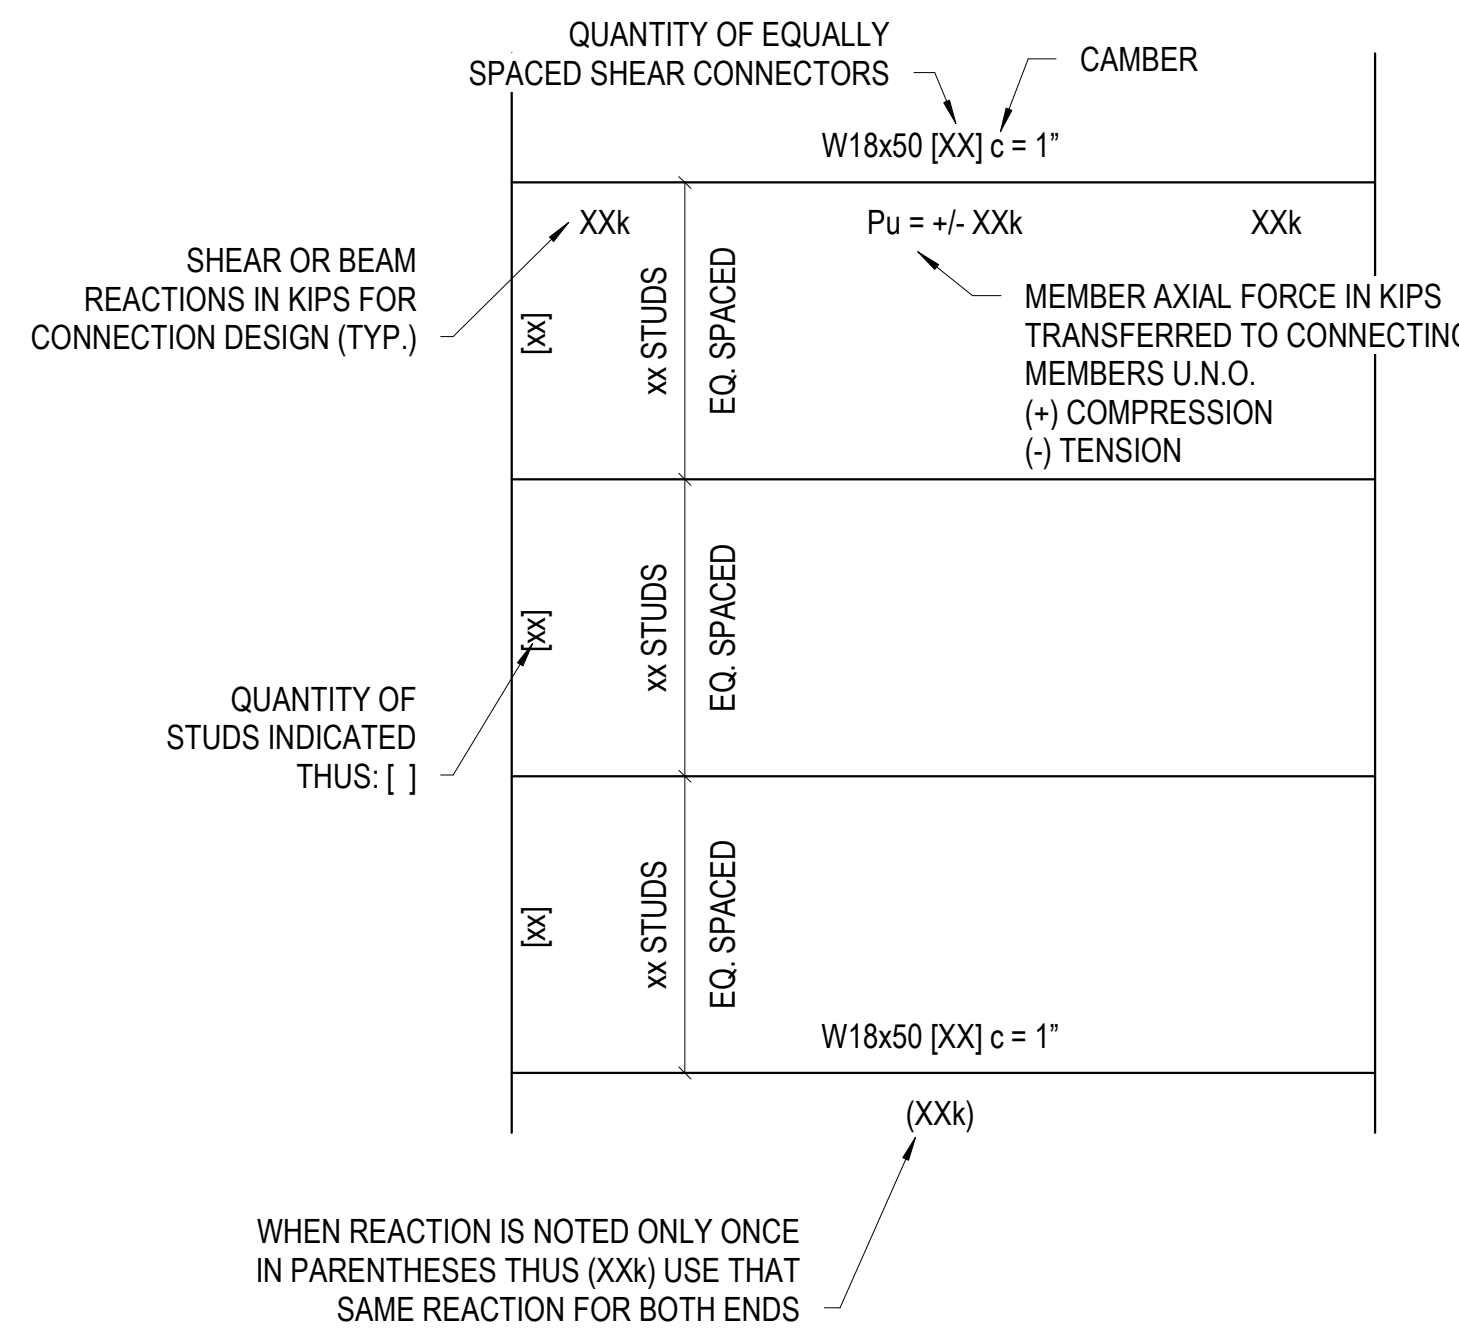 QUANTITY OF EQUALLY
SPACED SHEAR CONNECTORS
CAMBER
W18x50 [XX] c = 1”
XXk
Pu = +/- XXk
XXk
SHEAR OR BEAM
REACTIONS IN KIPS FOR
CONNECTION DESIGN (TYP.)
[xx]
xx STUDS
EQ. SPACED
MEMBER AXIAL FORCE IN KIPS
TRANSFERRED TO CONNECTING
MEMBERS U.N.O.
(+) COMPRESSION
(-) TENSION
[xx]
xx STUDS
EQ. SPACED
QUANTITY OF
STUDS INDICATED
THUS: [ ]
[xx]
xx STUDS
EQ. SPACED
W18x50 [XX] c = 1”
(XXk)
WHEN REACTION IS NOTED ONLY ONCE
IN PARENTHESES THUS (XXk) USE THAT
SAME REACTION FOR BOTH ENDS